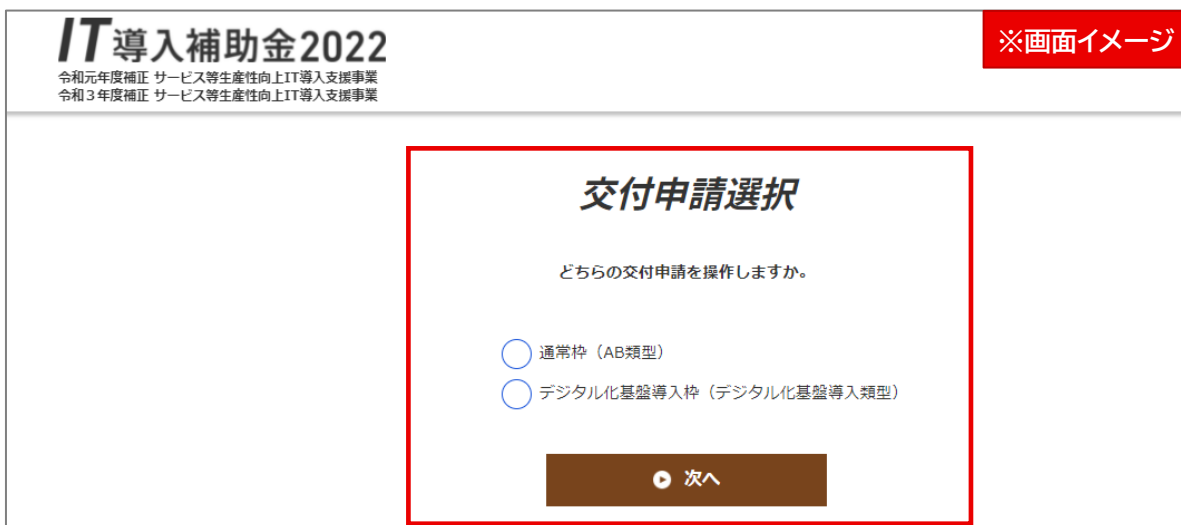 IT導入補助金2022
※画面イメージ
令和元年度補正 サービス等生産性向上IT導入支援事業
令和３年度補正 サービス等生産性向上IT導入支援事業
交付申請選択
どちらの交付申請を操作しますか。
通常枠（AB類型）
デジタル化基盤導入枠（デジタル化基盤導入類型）
次へ